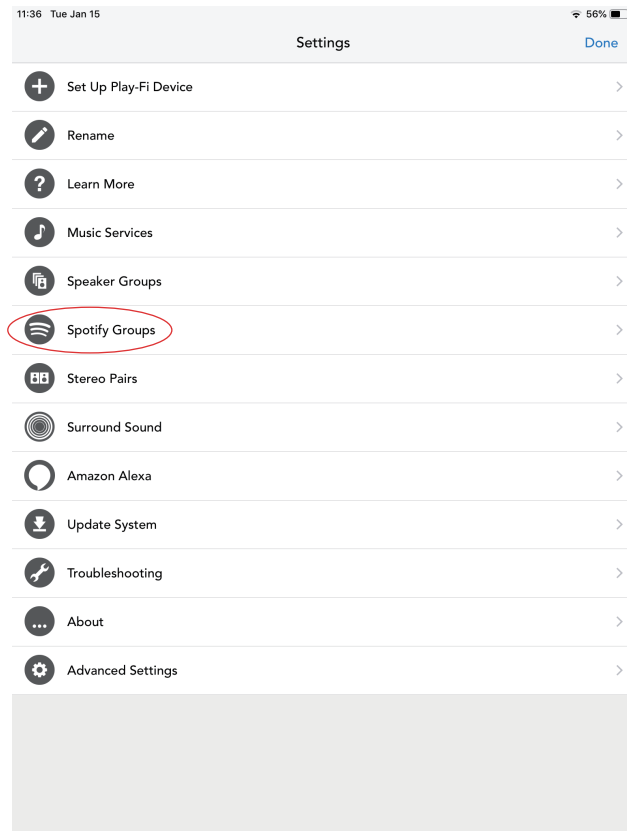 11:36 Tue Jan 15 56%
Settings Done
Set Up Play-Fi Device
Rename
? Learn More
Music Services
Speaker Groups
Spotify Groups
Stereo Pairs
Surround Sound
Amazon Alexa
Update System
Troubleshooting
... About
Advanced Settings